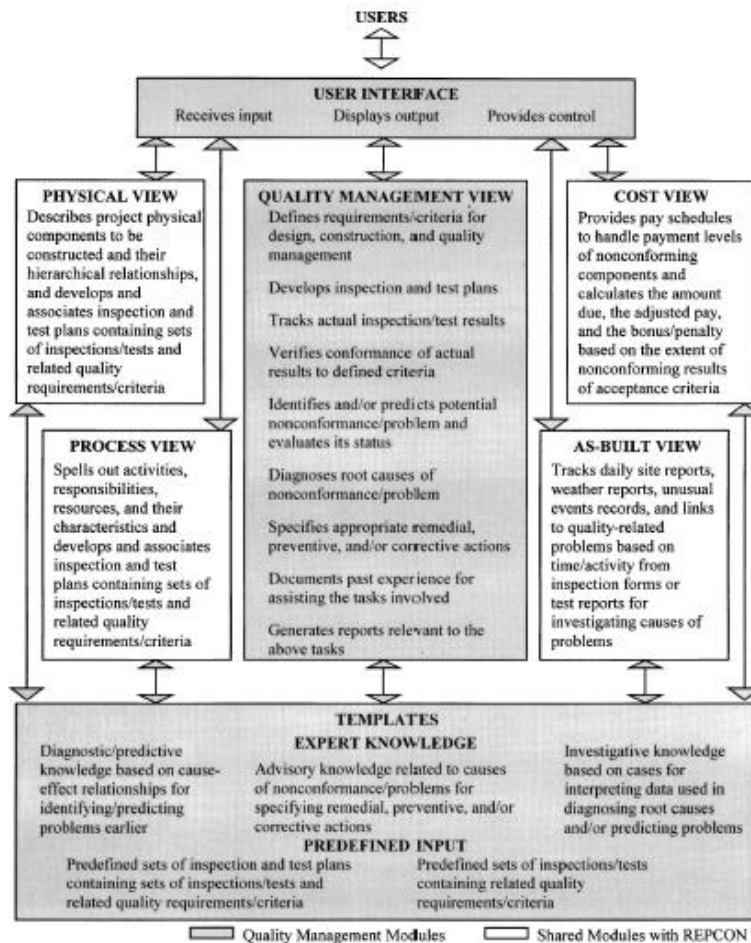 USERS
USER INTERFACE
Receives input Displays output Provides control
PHYSICAL VIEW
Describes project physical
components to be
constructed and their
hierarchical relationships,
and develops and
associates inspection and
test plans containing sets
of inspections/tests and
related quality
requirements/criteria
QUALITY MANAGEMENT VIEW
Defines requirements/criteria for
design, construction, and quality
management
Develops inspection and test plans
Tracks actual inspection/test results
Verifies conformance of actual
results to defined criteria
Identifies and/or predicts potential
nonconformance/problem and
evaluates its status
Diagnoses root causes of
nonconformance/problem
Specifies appropriate remedial,
preventive, and/or corrective actions
Documents past experience for
assisting the tasks involved
Generates reports relevant to the
above tasks
COST VIEW
Provides pay schedules
to handle payment levels
of nonconforming
components and
calculates the amount
due, the adjusted pay,
and the bonus/penalty
based on the extent of
nonconforming results
of acceptance criteria
PROCESS VIEW
Spells out activities,
responsibilities,
resources, and their
characteristics and
develops and associates
inspection and test
plans containing sets of
inspections/tests and
related quality
requirements/criteria
AS-BUILT VIEW
Tracks daily site reports,
weather reports, unusual
events records, and links
to quality-related
problems based on
time/activity from
inspection forms or
test reports for
investigating causes of
problems
TEMPLATES
EXPERT KNOWLEDGE
Diagnostic/predictive
knowledge based on cause-
effect relationships for
identifying/predicting
problems earlier
Advisory knowledge related to causes
of nonconformance/problems for
specifying remedial, preventive, and/or
corrective actions
Investigative knowledge
based on cases for
interpreting data used in
diagnosing root causes
and/or predicting problems
PREDEFINED INPUT
Predefined sets of inspection and test plans
containing sets of inspections/tests and
related quality requirements/criteria
Predefined sets of inspections/tests
containing related quality
requirements/criteria
Quality Management Modules
Shared Modules with REPCON